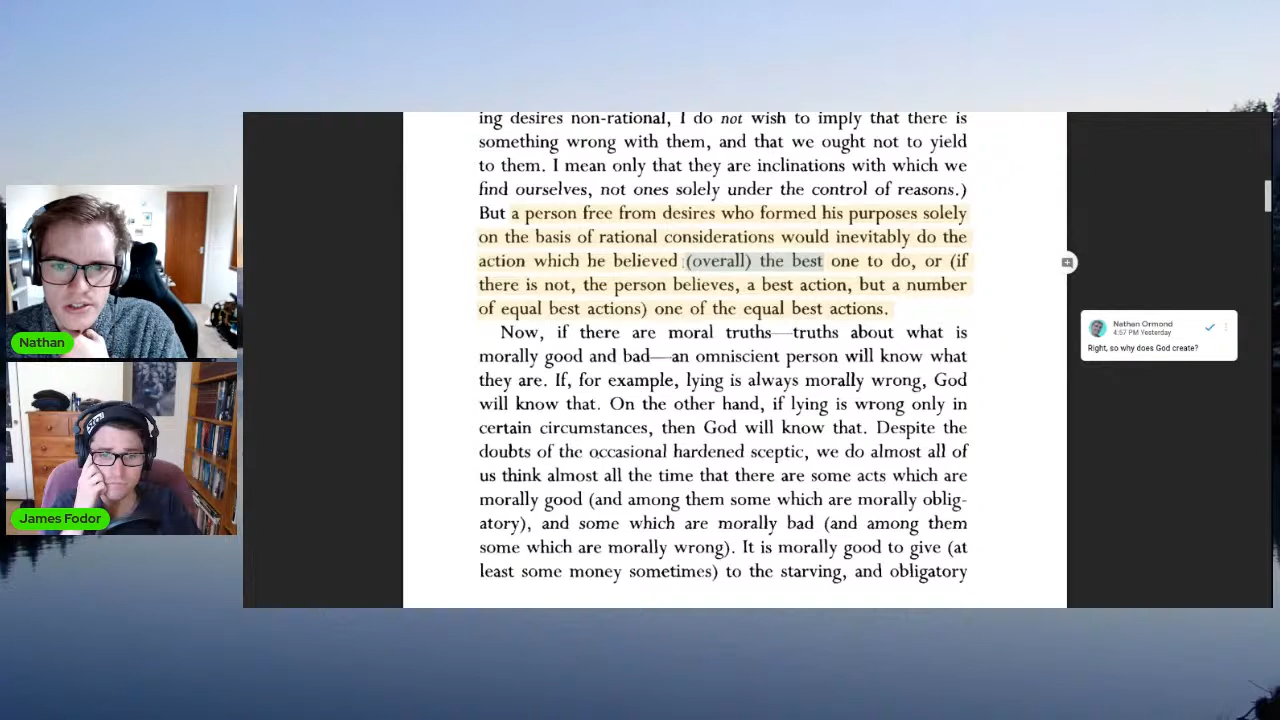 ing desires non-rational, I do not wish to imply that there is
something wrong with them, and that we ought not to yield
to them. I mean only that they are inclinations with which we
find ourselves, not ones solely under the control of reasons.)
But a person free from desires who formed his purposes solely
on the basis of rational considerations would inevitably do the
action which he believed (overall) the best one to do, or (if
there is not, the person believes, a best action, but a number
of equal best actions) one of the equal best actions.
Now, if there are moral truths—truths about what is
morally good and bad—an omniscient person will know what
they are. If, for example, lying is always morally wrong, God
will know that. On the other hand, if lying is wrong only in
certain circumstances, then God will know that. Despite the
doubts of the occasional hardened sceptic, we do almost all of
us think almost all the time that there are some acts which are
morally good (and among them some which are morally oblig-
atory), and some which are morally bad (and among them
some which are morally wrong). It is morally good to give (at
least some money sometimes) to the starving, and obligatory
Nathan Ormond
4:57 PM Yesterday
Right, so why does God create?
Nathan
James Fodor